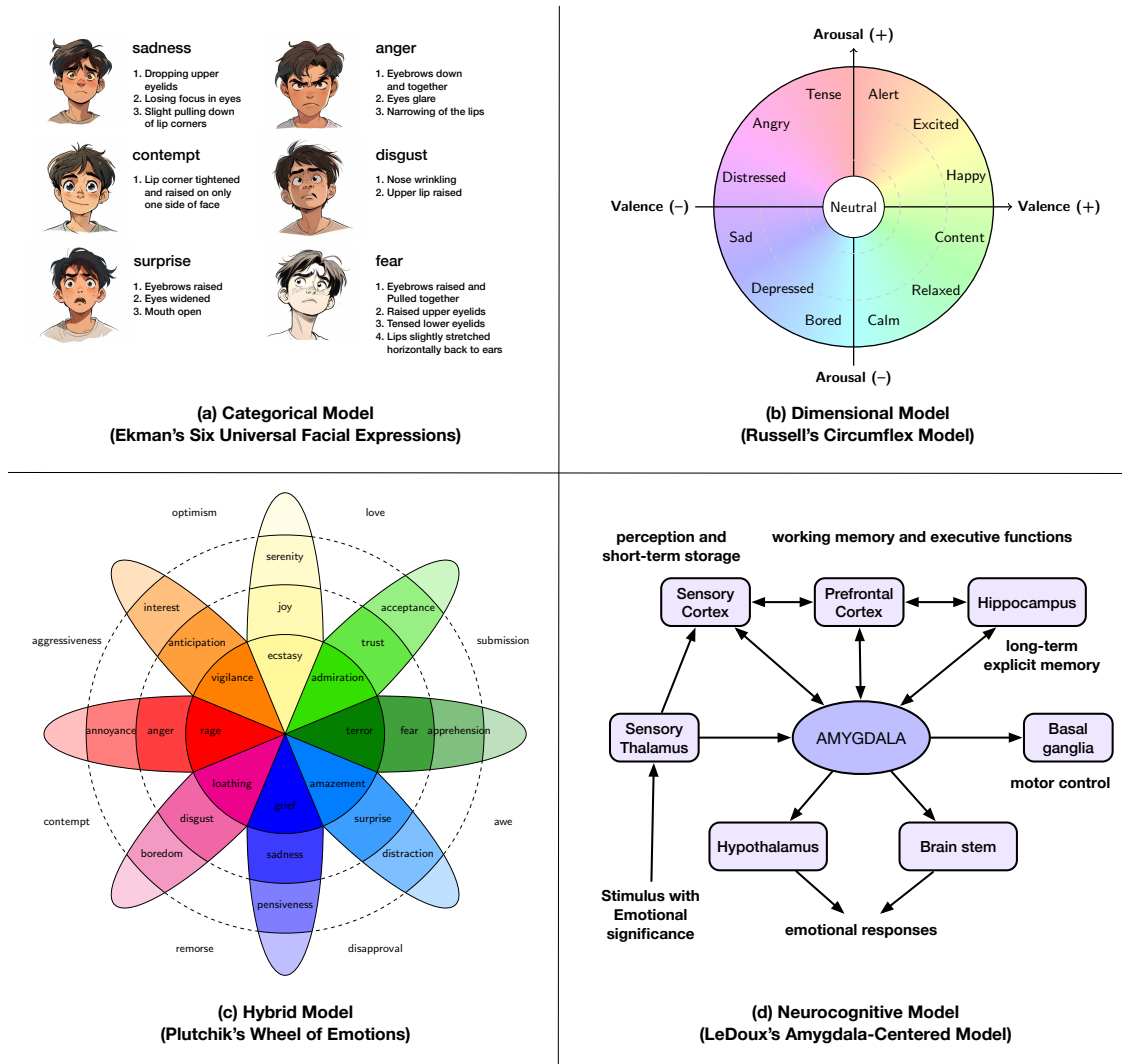 sadness
1. Dropping upper
eyelids
2. Losing focus in eyes
3. Slight pulling down
of lip corners
anger
1. Eyebrows down
and together
2. Eyes glare
3. Narrowing of the lips
contempt
1. Lip corner tightened
and raised on only
one side of face
disgust
1. Nose wrinkling
2. Upper lip raised
surprise
1. Eyebrows raised
2. Eyes widened
3. Mouth open
fear
1. Eyebrows raised and
Pulled together
2. Raised upper eyelids
3. Tensed lower eyelids
4. Lips slightly stretched
horizontally back to ears
(a) Categorical Model
(Ekman's Six Universal Facial Expressions)
Arousal (+)
Tense
Alert
Angry
Excited
Distressed
Happy
Valence (–)
Neutral
Valence (+)
Sad
Content
Depressed
Relaxed
Bored
Calm
Arousal (–)
(b) Dimensional Model
(Russell's Circumflex Model)
optimism
love
serenity
interest
joy
acceptance
aggressiveness
anticipation
trust
submission
ecstasy
vigilance
admiration
annoyance
anger
rage
terror
fear
apprehension
loathing
amazement
grief
contempt
disgust
surprise
awe
boredom
sadness
distraction
pensiveness
remorse
disapproval
(c) Hybrid Model
(Plutchik's Wheel of Emotions)
perception and
short-term storage
working memory and executive functions
Sensory
Cortex
Prefrontal
Cortex
Hippocampus
long-term
explicit memory
Sensory
Thalamus
AMYGDALA
Basal
ganglia
motor control
Hypothalamus
Brain stem
Stimulus with
Emotional
significance
emotional responses
(d) Neurocognitive Model
(LeDoux's Amygdala-Centered Model)